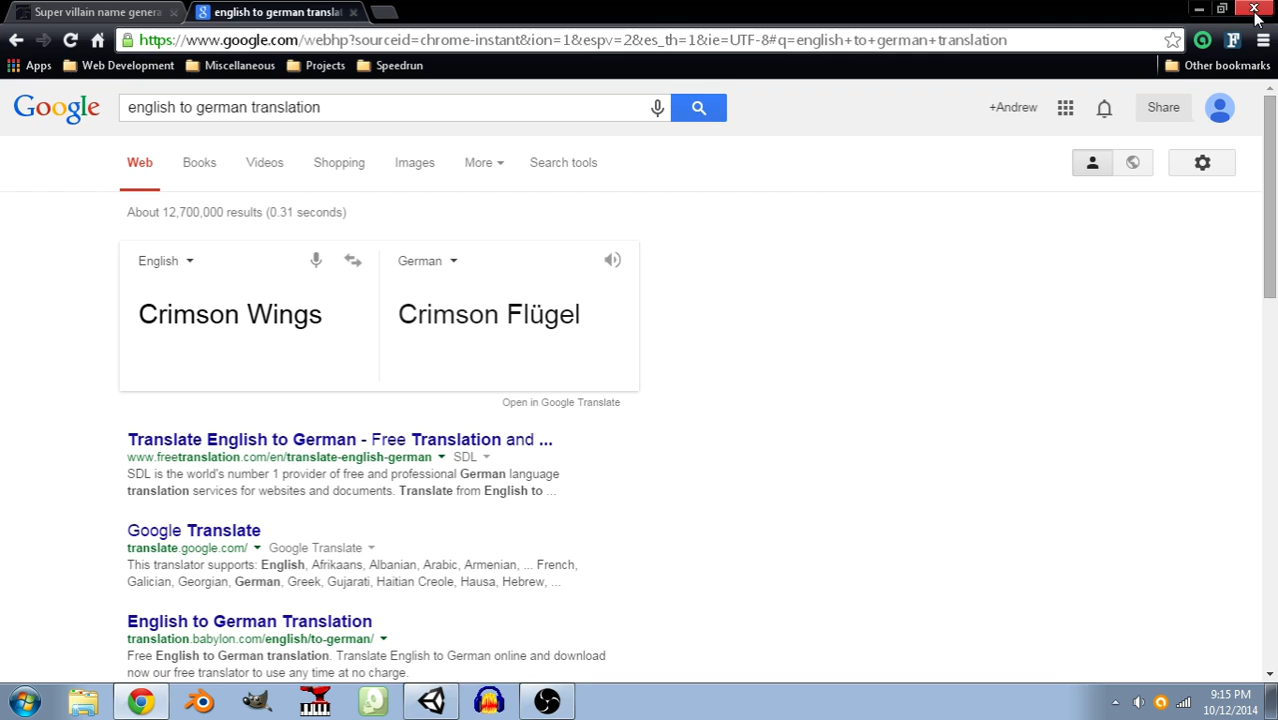 Super villain name genera
english to german translat
https://www.google.com/webhp?sourceid=chrome-instant&ion=1&espv=2&es_th=1&ie=UTF-8#q=english+to+german+translation
Apps Web Development Miscellaneous Projects Speedrun Other bookmarks
Google english to german translation +Andrew Share
Web Books Videos Shopping Images More Search tools
About 12,700,000 results (0.31 seconds)
English German
Crimson Wings Crimson Flügel
Open in Google Translate
Translate English to German - Free Translation and ...
www.freetranslation.com/en/translate-english-german SDL
SDL is the world's number 1 provider of free and professional German language
translation services for websites and documents. Translate from English to ...
Google Translate
translate.google.com/ Google Translate
This translator supports: English, Afrikaans, Albanian, Arabic, Armenian, ... French,
Galician, Georgian, German, Greek, Gujarati, Haitian Creole, Hausa, Hebrew, ...
English to German Translation
translation.babylon.com/english/to-german/
Free English to German translation. Translate English to German online and download
now our free translator to use any time at no charge.
9:15 PM
10/12/2014